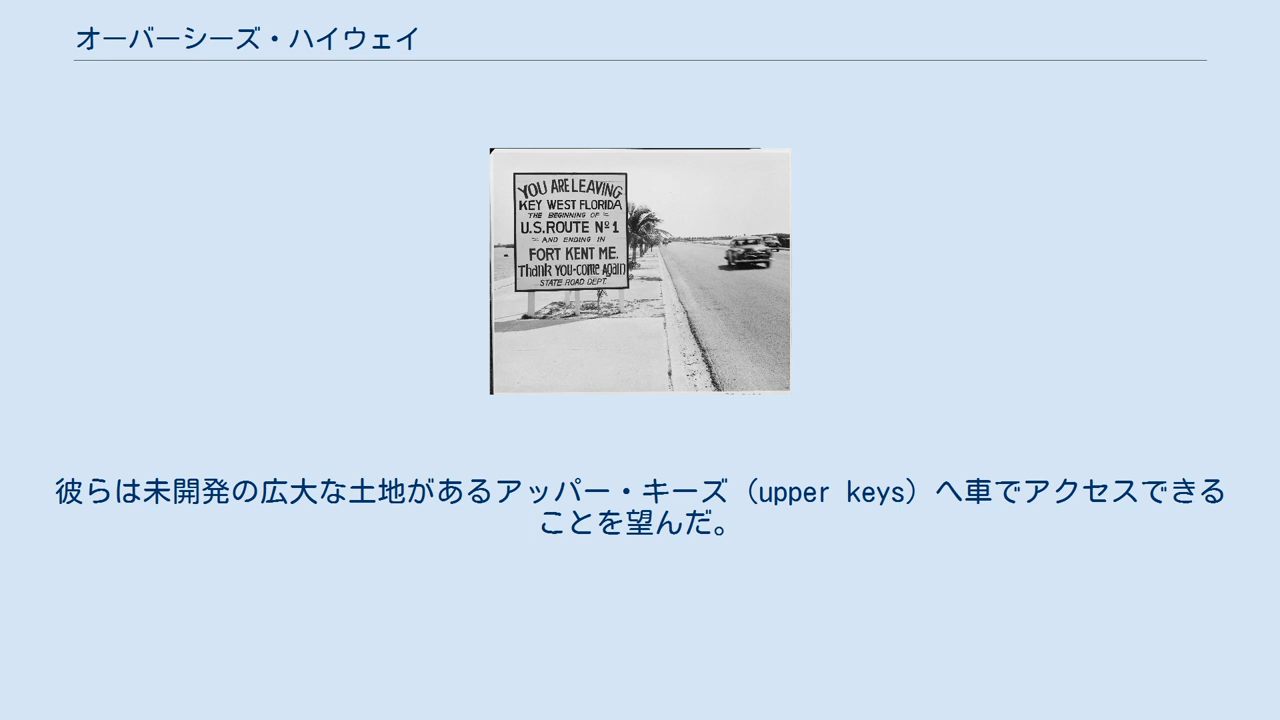 オーバーシーズ・ハイウェイ
YOU ARE LEAVING
KEY WEST FLORIDA
THE BEGINNING OF
U.S.ROUTE Nº 1
AND ENDING IN
FORT KENT ME.
Thank You-Come Again
STATE ROAD DEPT.
彼らは未開発の広大な土地があるアッパー・キーズ（upper keys）へ車でアクセスできる
ことを望んだ。